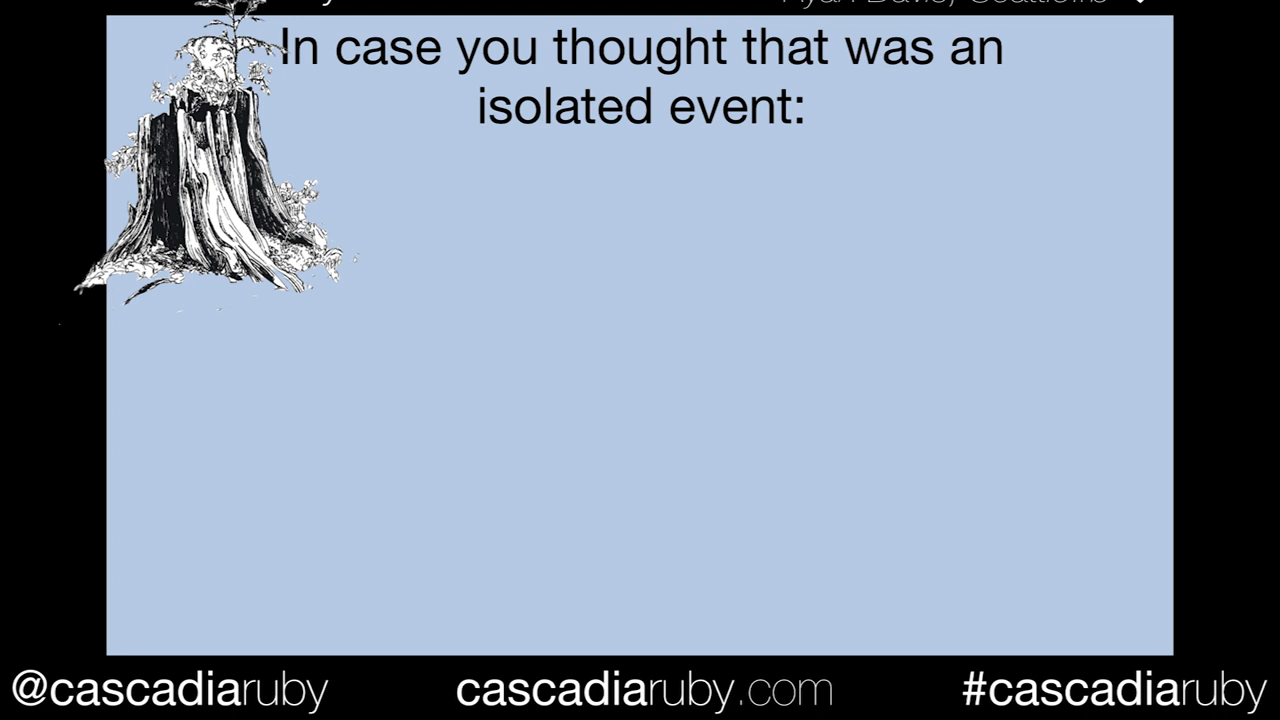 In case you thought that was an
isolated event:
@cascadiaruby
cascadiaruby.com
#cascadiaruby